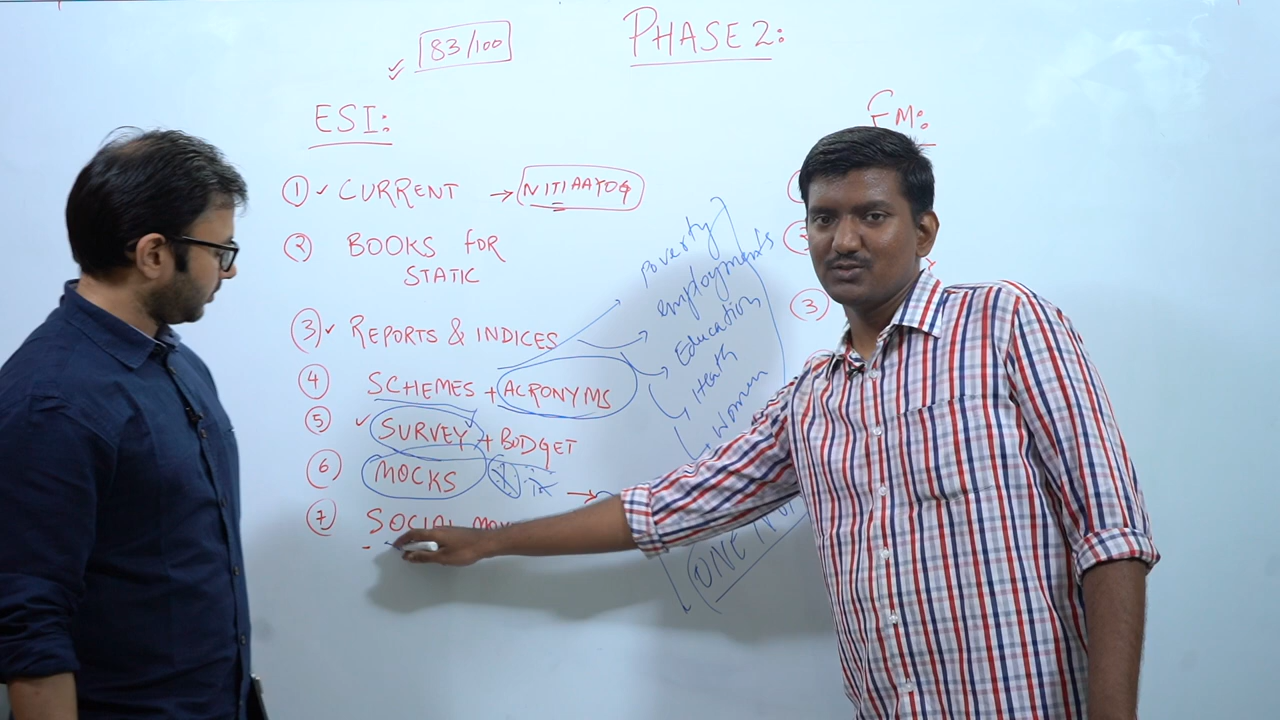 83/100
PHASE 2:
ESI:
① CURRENT → NITI AAYOG
② BOOKS FOR
STATIC
③ REPORTS & INDICES
④ SCHEMES + ACRONYMS
⑤ SURVEY + BUDGET
⑥ MOCKS
⑦ SOCIAL
Poverty
employments
Education
Heath
Women
ONE
FM:
③